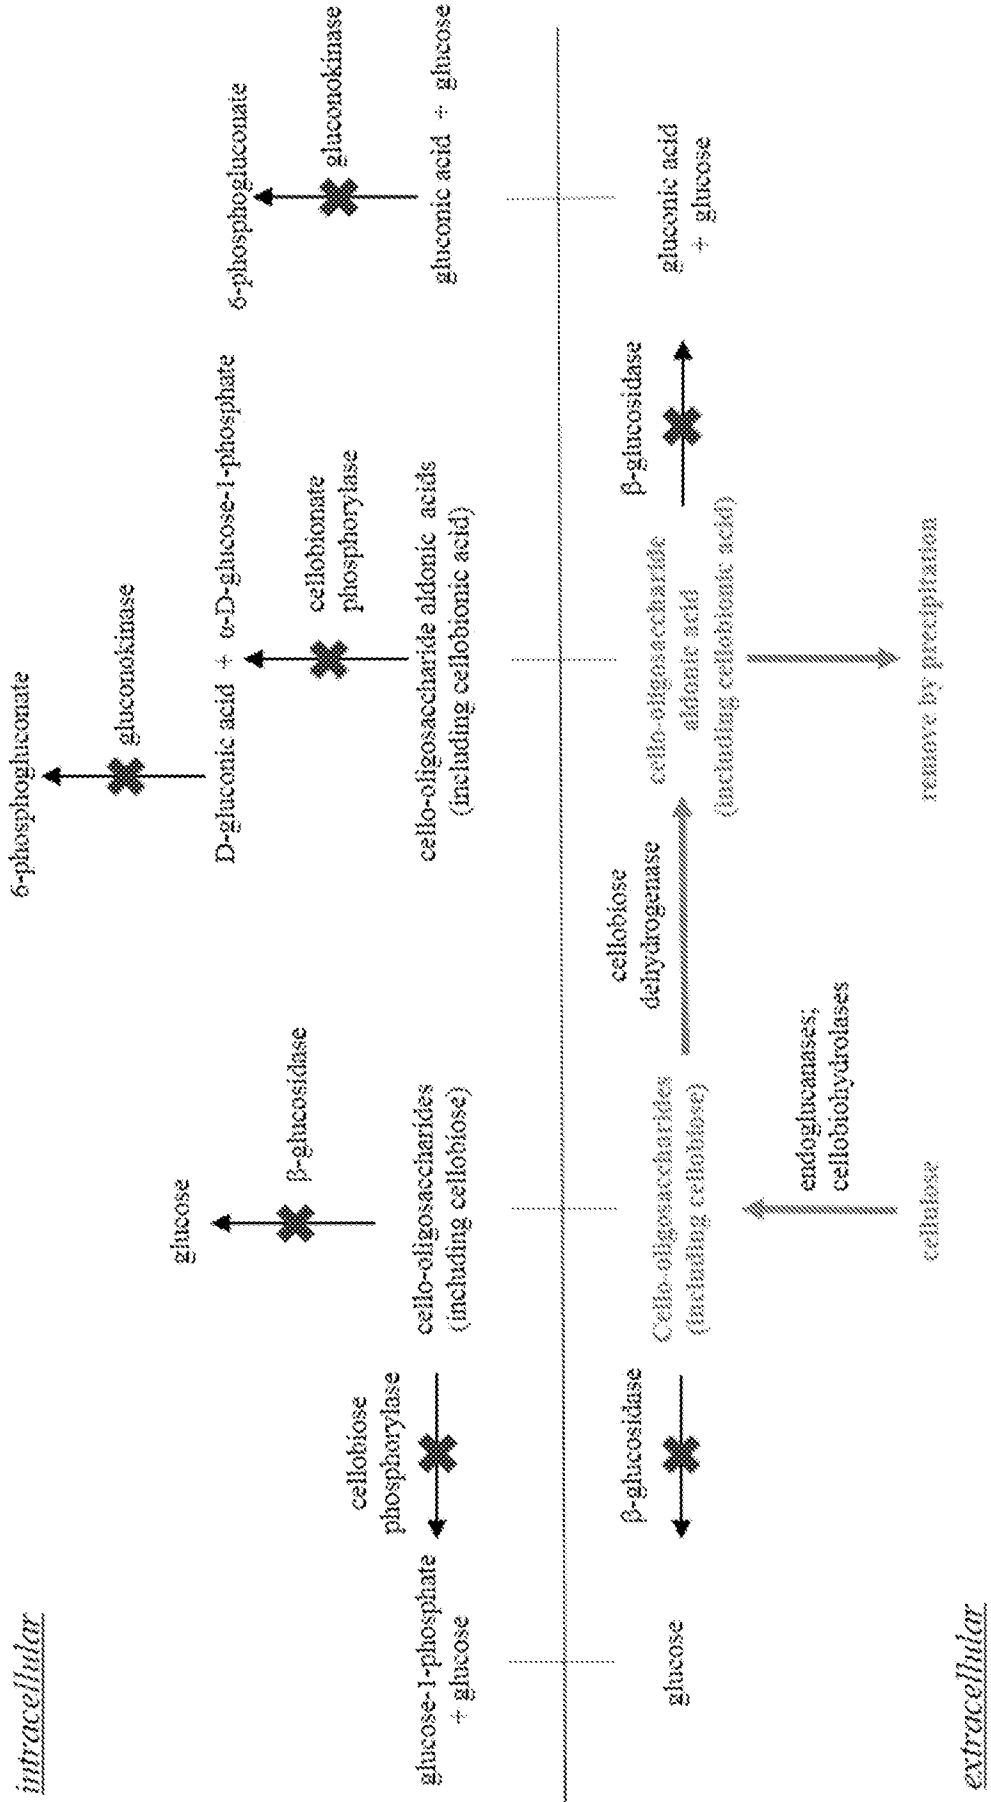 intracellular
6-phosphogluconate
gluconokinase
glucose
β-glucosidase
D-gluconic acid + α-D-glucose-1-phosphate
6-phosphogluconate
gluconokinase
cellobiose
phosphorylase
glucose-1-phosphate
+ glucose
cello-oligosaccharides
(including cellobiose)
cellobionate
phosphorylase
cello-oligosaccharide aldonic acids
(including cellobionic acid)
gluconic acid + glucose
β-glucosidase
glucose
Cello-oligosaccharides
(including cellobiose)
cellobiose
dehydrogenase
cello-oligosaccharide
aldonic acid
(including cellobionic acid)
β-glucosidase
gluconic acid
+ glucose
endoglucanases;
cellobiohydrolases
cellulose
remove by precipitation
extracellular